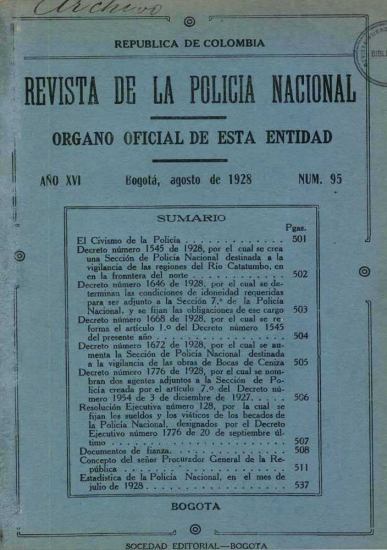 Archivo
REPUBLICA DE COLOMBIA
REVISTA DE LA POLICIA NACIONAL
ORGANO OFICIAL DE ESTA ENTIDAD
AÑO XVI Bogotá, agosto de 1928 NUM. 95
SUMARIO
Pgas.
El Civismo de la Policía . . . . . . . . . . . . . 501
Decreto número 1545 de 1928, por el cual se crea
una Sección de Policía Nacional destinada a la
vigilancia de las regiones del Río Catatumbo, en
en la fromntera del norte . . . . . . . . . . . . 502
Decreto número 1646 de 1928, por el cual se de-
terminan las condiciones de idoneidad requeridas
para ser adjunto a la Sección 7.ª de la Policía
Nacional, y se fijan las obligaciones de ese cargo 503
Decreto número 1668 de 1928, por el cual se re
forma el artículo 1.º del Decreto número 1545
del presente año . . . . . . . . . . . . . . . . 504
Decreto número 1672 de 1928, por el cual se au-
menta la Sección de Policía Nacional destinada
a la vigilancia de las obras de Bocas de Ceniza 505
Decreto número 1776 de 1928, por el cual se nom-
bran dos agentes adjuntos a la Sección de Po-
licía creada por el artículo 7.º del Decreto nú-
mero 1954 de 3 de diciembre de 1927. . . . . 506
Resolución Ejecutiva número 128, por la cual se
fijan los sueldos y los viáticos de los becados de
la Policía Nacional, designados por el Decreto
Ejecutivo número 1776 de 20 de septiembre úl-
timo . . . . . . . . . . . . . . . . . . . . . . 507
Documentos de fianza. . . . . . . . . . . . . . . 508
Concepto del señor Procurador General de la Re-
pública . . . . . . . . . . . . . . . . . . . . 511
Estadística de la Policía Nacional, en el mes de
julio de 1928 . . . . . . . . . . . . . . . . . . 537
BOGOTA
SOCEDAD EDITORIAL—BOGOTA